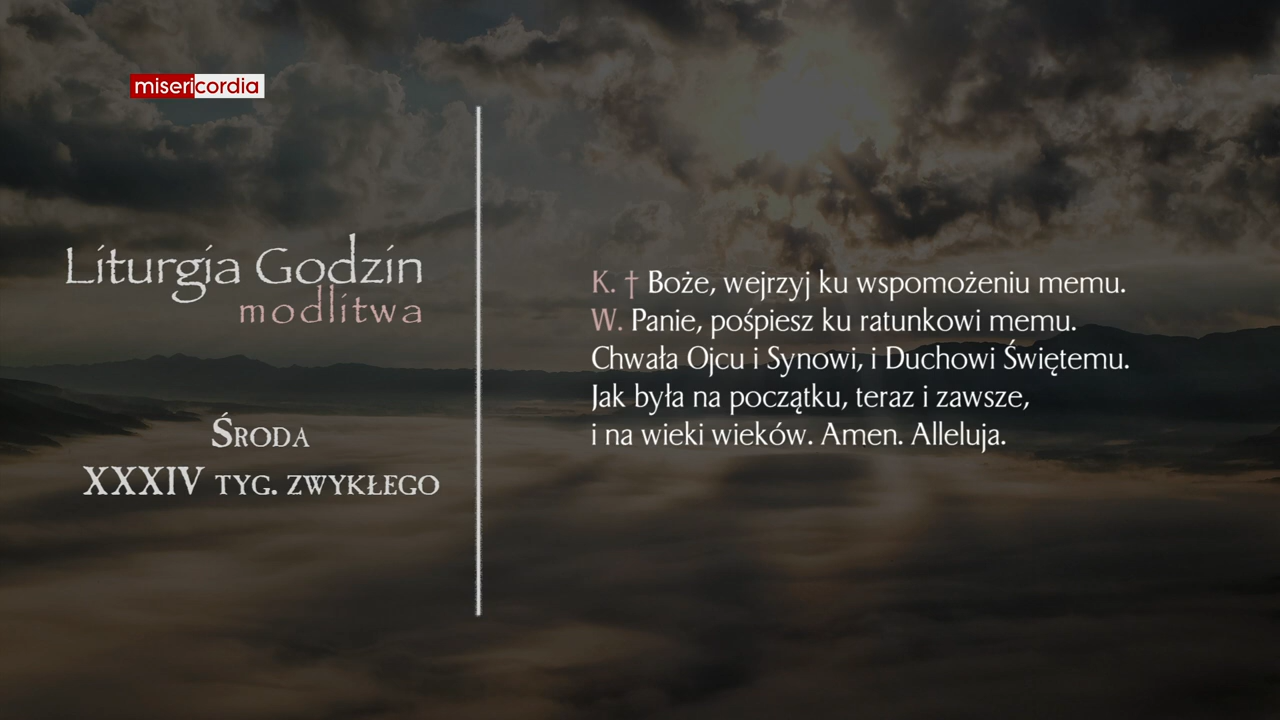 misericordia
Liturgia Godzin
modlitwa
Środa
XXXIV tyg. zwykłego
K. † Boże, wejrzyj ku wspomożeniu memu.
W. Panie, pośpiesz ku ratunkowi memu.
Chwała Ojcu i Synowi, i Duchowi Świętemu.
Jak była na początku, teraz i zawsze,
i na wieki wieków. Amen. Alleluja.